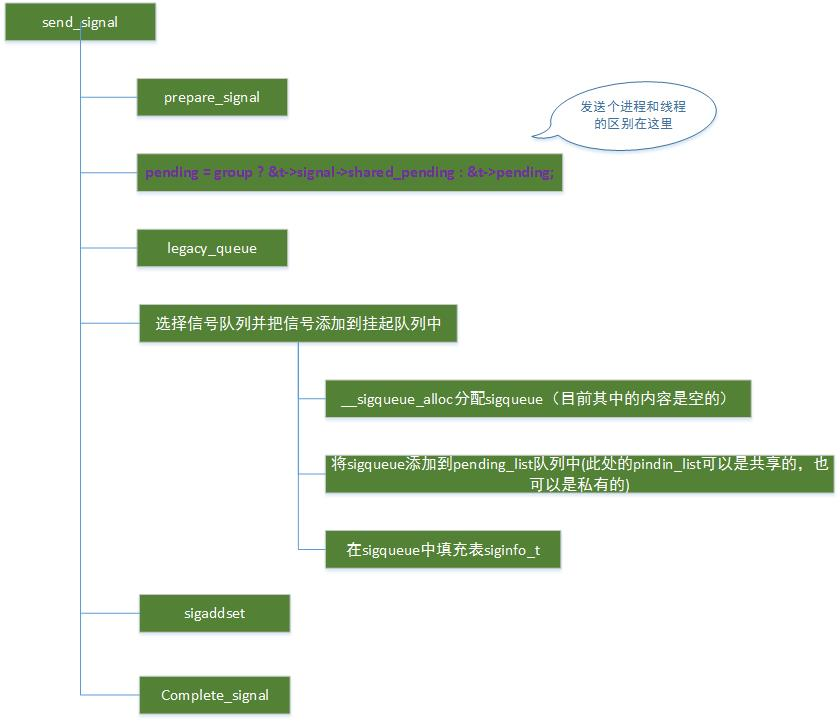 send_signal
prepare_signal
发送个进程和线程
的区别在这里
pending = group ? &t->signal->shared_pending : &t->pending;
legacy_queue
选择信号队列并把信号添加到挂起队列中
__sigqueue_alloc分配sigqueue（目前其中的内容是空的）
将sigqueue添加到pending_list队列中(此处的pindin_list可以是共享的，也
可以是私有的)
在sigqueue中填充表siginfo_t
sigaddset
Complete_signal